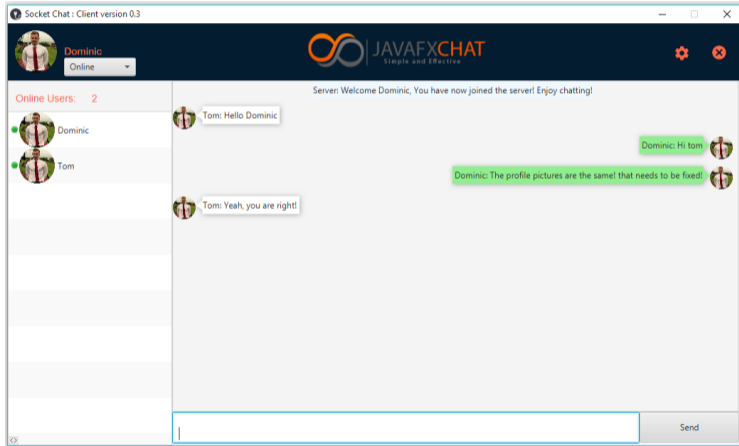 Socket Chat : Client version 0.3
Dominic
Online
JAVAFXCHAT
Simple and Effective
Online Users: 2
Dominic
Tom
Server: Welcome Dominic, You have now joined the server! Enjoy chatting!
Tom: Hello Dominic
Dominic: Hi tom
Dominic: The profile pictures are the same! that needs to be fixed!
Tom: Yeah, you are right!
Send